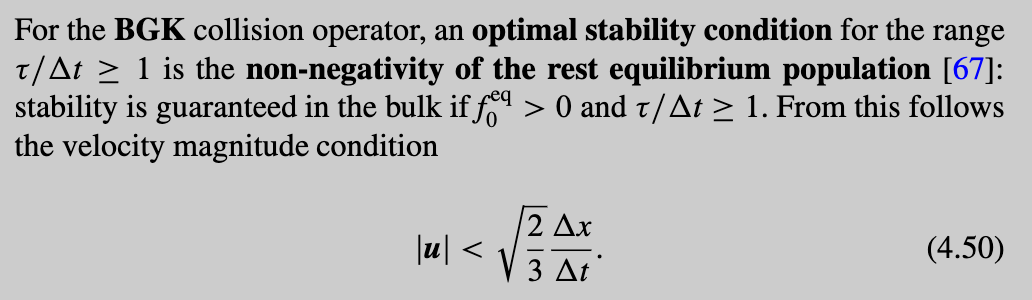 For the BGK collision operator, an optimal stability condition for the range
τ/Δt ≥ 1 is the non-negativity of the rest equilibrium population [67]:
stability is guaranteed in the bulk if f₀^eq > 0 and τ/Δt ≥ 1. From this follows
the velocity magnitude condition
|u| < √(2/3) Δx/Δt. (4.50)